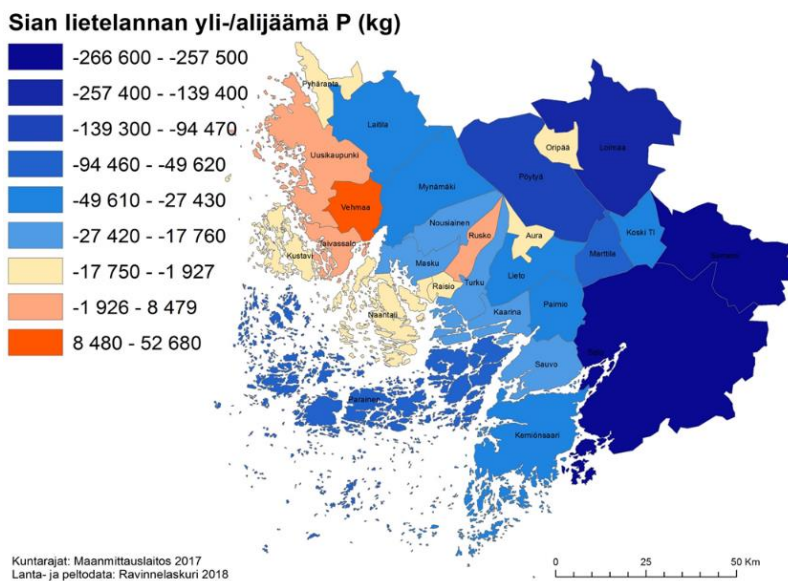 Sian lietelannan yli-/alijäämä P (kg)
-266 600 - -257 500
-257 400 - -139 400
-139 300 - -94 470
-94 460 - -49 620
-49 610 - -27 430
-27 420 - -17 760
-17 750 - -1 927
-1 926 - 8 479
8 480 - 52 680
Pyhäranta
Laitila
Oripää
Loimaa
Uusikaupunki
Pöytyä
Mynämäki
Vehmaa
Nousiainen
Rusko
Aura
Koski Tl
Marttila
Somero
Taivassalo
Kustavi
Masku
Lieto
Turku
Raisio
Naantali
Kaarina
Paimio
Salo
Sauvo
Parainen
Kemiönsaari
Kuntarajat: Maanmittauslaitos 2017
Lanta- ja peltodata: Ravinnelaskuri 2018
0 25 50 Km